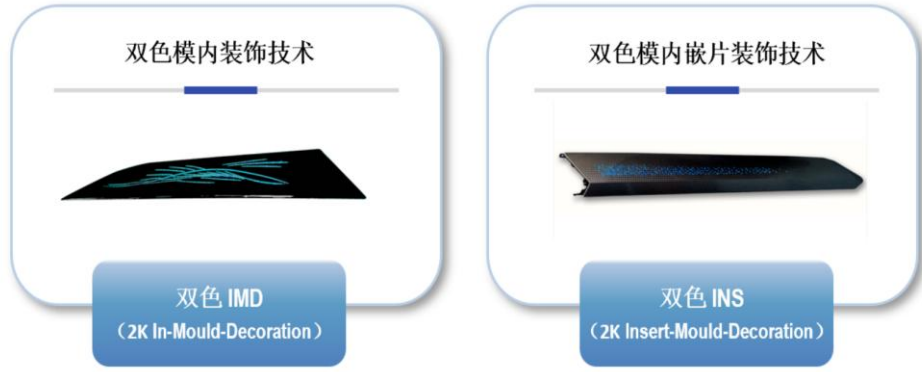 双色模内装饰技术
双色 IMD
（2K In-Mould-Decoration）
双色模内嵌片装饰技术
双色 INS
（2K Insert-Mould-Decoration）